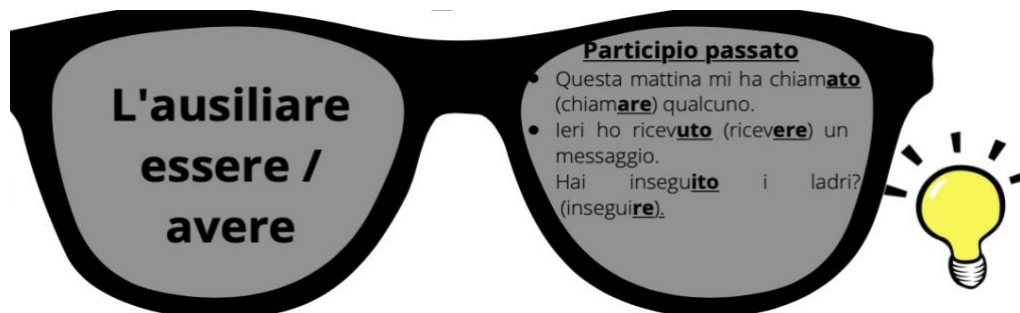 L'ausiliare
essere /
avere
Participio passato
• Questa mattina mi ha chiamato
(chiamare) qualcuno.
• Ieri ho ricevuto (ricevere) un
messaggio.
Hai inseguito i ladri?
(inseguire).